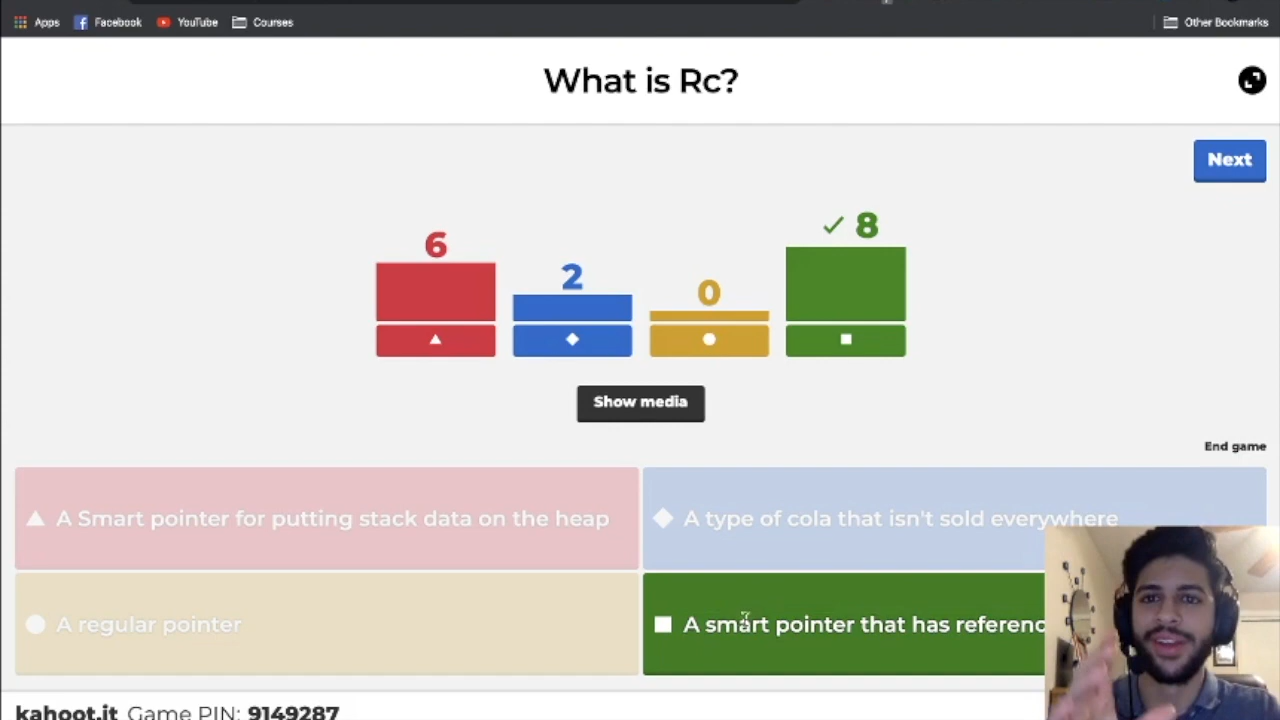 Apps Facebook YouTube Courses Other Bookmarks
What is Rc?
Next
6 2 0 8
Show media
End game
A Smart pointer for putting stack data on the heap
A type of cola that isn't sold everywhere
A regular pointer
A smart pointer that has
kahoot.it Game PIN: 9149287